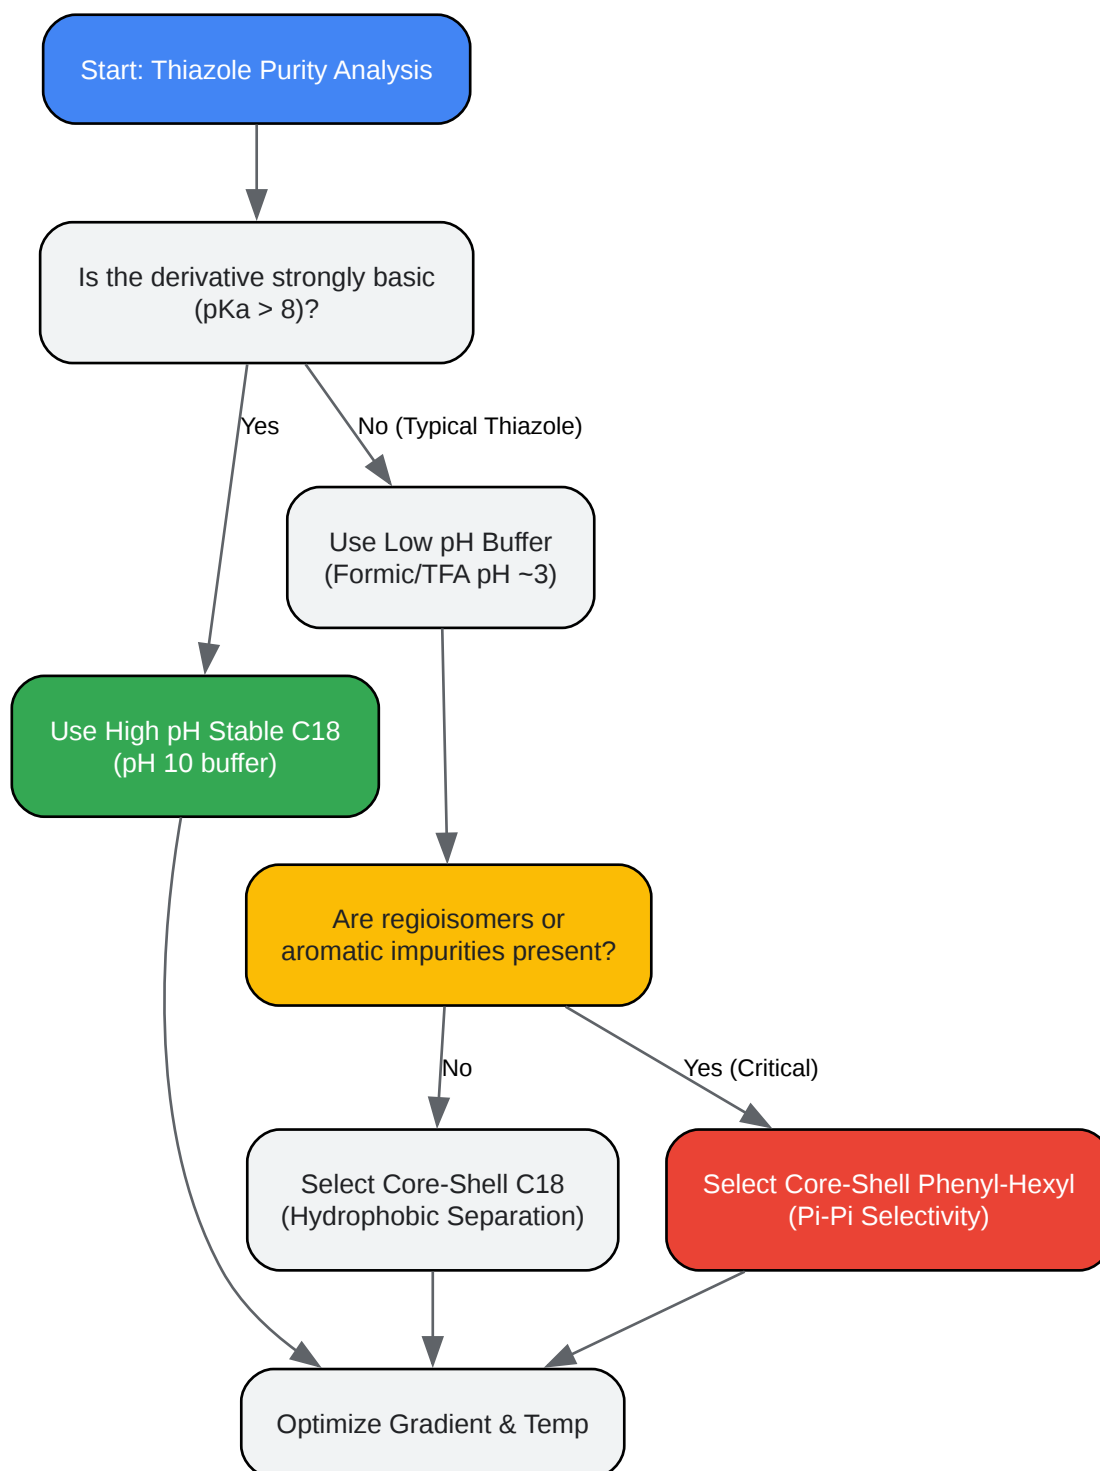 Start: Thiazole Purity Analysis
Is the derivative strongly basic
(pKa > 8)?
Yes
No (Typical Thiazole)
Use Low pH Buffer
(Formic/TFA pH ~3)
Use High pH Stable C18
(pH 10 buffer)
Are regioisomers or
aromatic impurities present?
No
Yes (Critical)
Select Core-Shell C18
(Hydrophobic Separation)
Select Core-Shell Phenyl-Hexyl
(Pi-Pi Selectivity)
Optimize Gradient & Temp